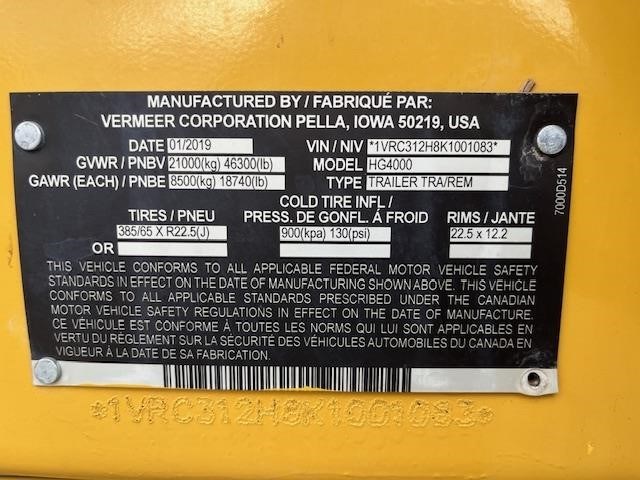 MANUFACTURED BY / FABRIQUÉ PAR:
VERMEER CORPORATION PELLA, IOWA 50219, USA
DATE 01/2019 VIN / NIV *1VRC312H8K1001083*
GVWR / PNBV 21000(kg) 46300(lb) MODEL HG4000
GAWR (EACH) / PNBE 8500(kg) 18740(lb) TYPE TRAILER TRA/REM
COLD TIRE INFL /
TIRES / PNEU PRESS. DE GONFL. Á FROID RIMS / JANTE
385/65 X R22.5(J) 900(kpa) 130(psi) 22.5 x 12.2
OR
THIS VEHICLE CONFORMS TO ALL APPLICABLE FEDERAL MOTOR VEHICLE SAFETY
STANDARDS IN EFFECT ON THE DATE OF MANUFACTURING SHOWN ABOVE. THIS VEHICLE
CONFORMS TO ALL APPLICABLE STANDARDS PRESCRIBED UNDER THE CANADIAN
MOTOR VEHICLE SAFETY REGULATIONS IN EFFECT ON THE DATE OF MANUFACTURE.
CE VÉHICULE EST CONFORME À TOUTES LES NORMS QUI LUI SONT APPLICABLES EN
VERTU DU RÈGLEMENT SUR LA SÉCURITÉ DES VÉHICULES AUTOMOBILES DU CANADA EN
VIGUEUR À LA DATE DE SA FABRICATION.
7000D514
*1VRC312H8K1001083*